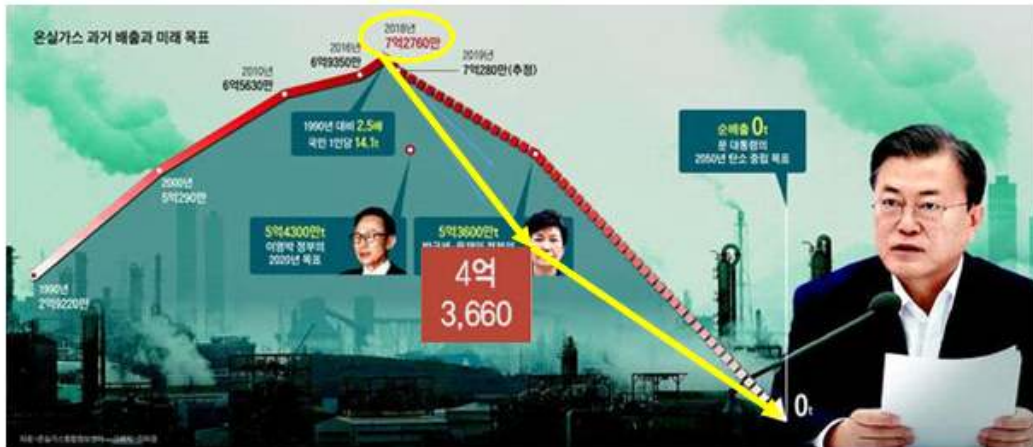 온실가스 과거 배출과 미래 목표
2018년
7억2760만
2016년
6억9350만
2019년
7억280만(추정)
2010년
6억5630만
1990년 대비 2.5배
국민 1인당 14.1t
순배출 0t
문 대통령의
2050년 탄소 중립 목표
2000년
5억290만
5억4300만t
이명박 정부의
2020년 목표
5억3600만t
4억
3,660
1990년
2억9220만
0t